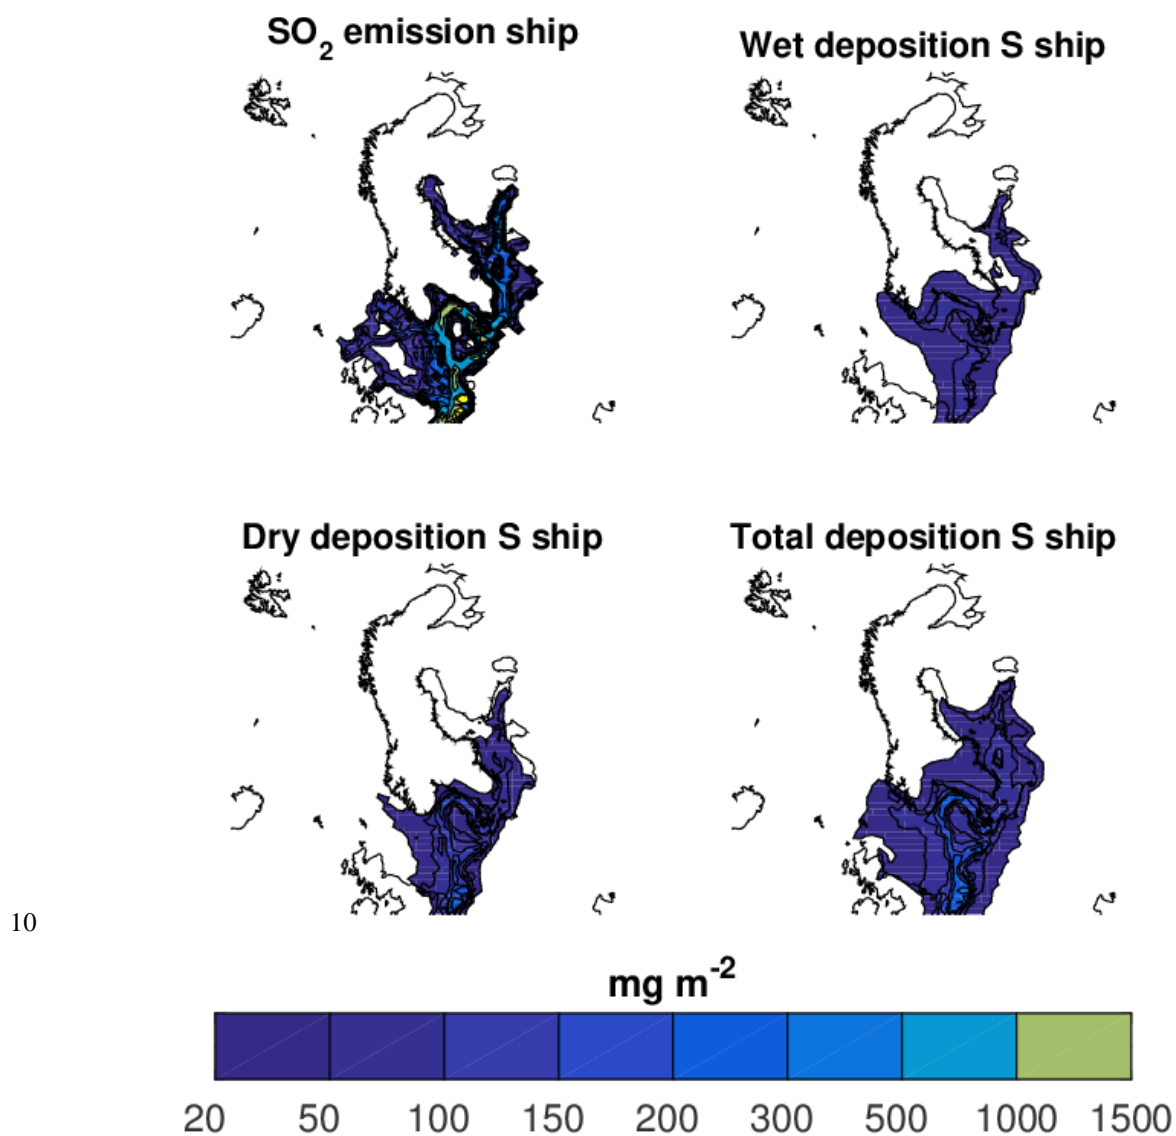 SO2 emission ship
Wet deposition S ship
Dry deposition S ship
Total deposition S ship
10
mg m-2
20 50 100 150 200 300 500 1000 1500